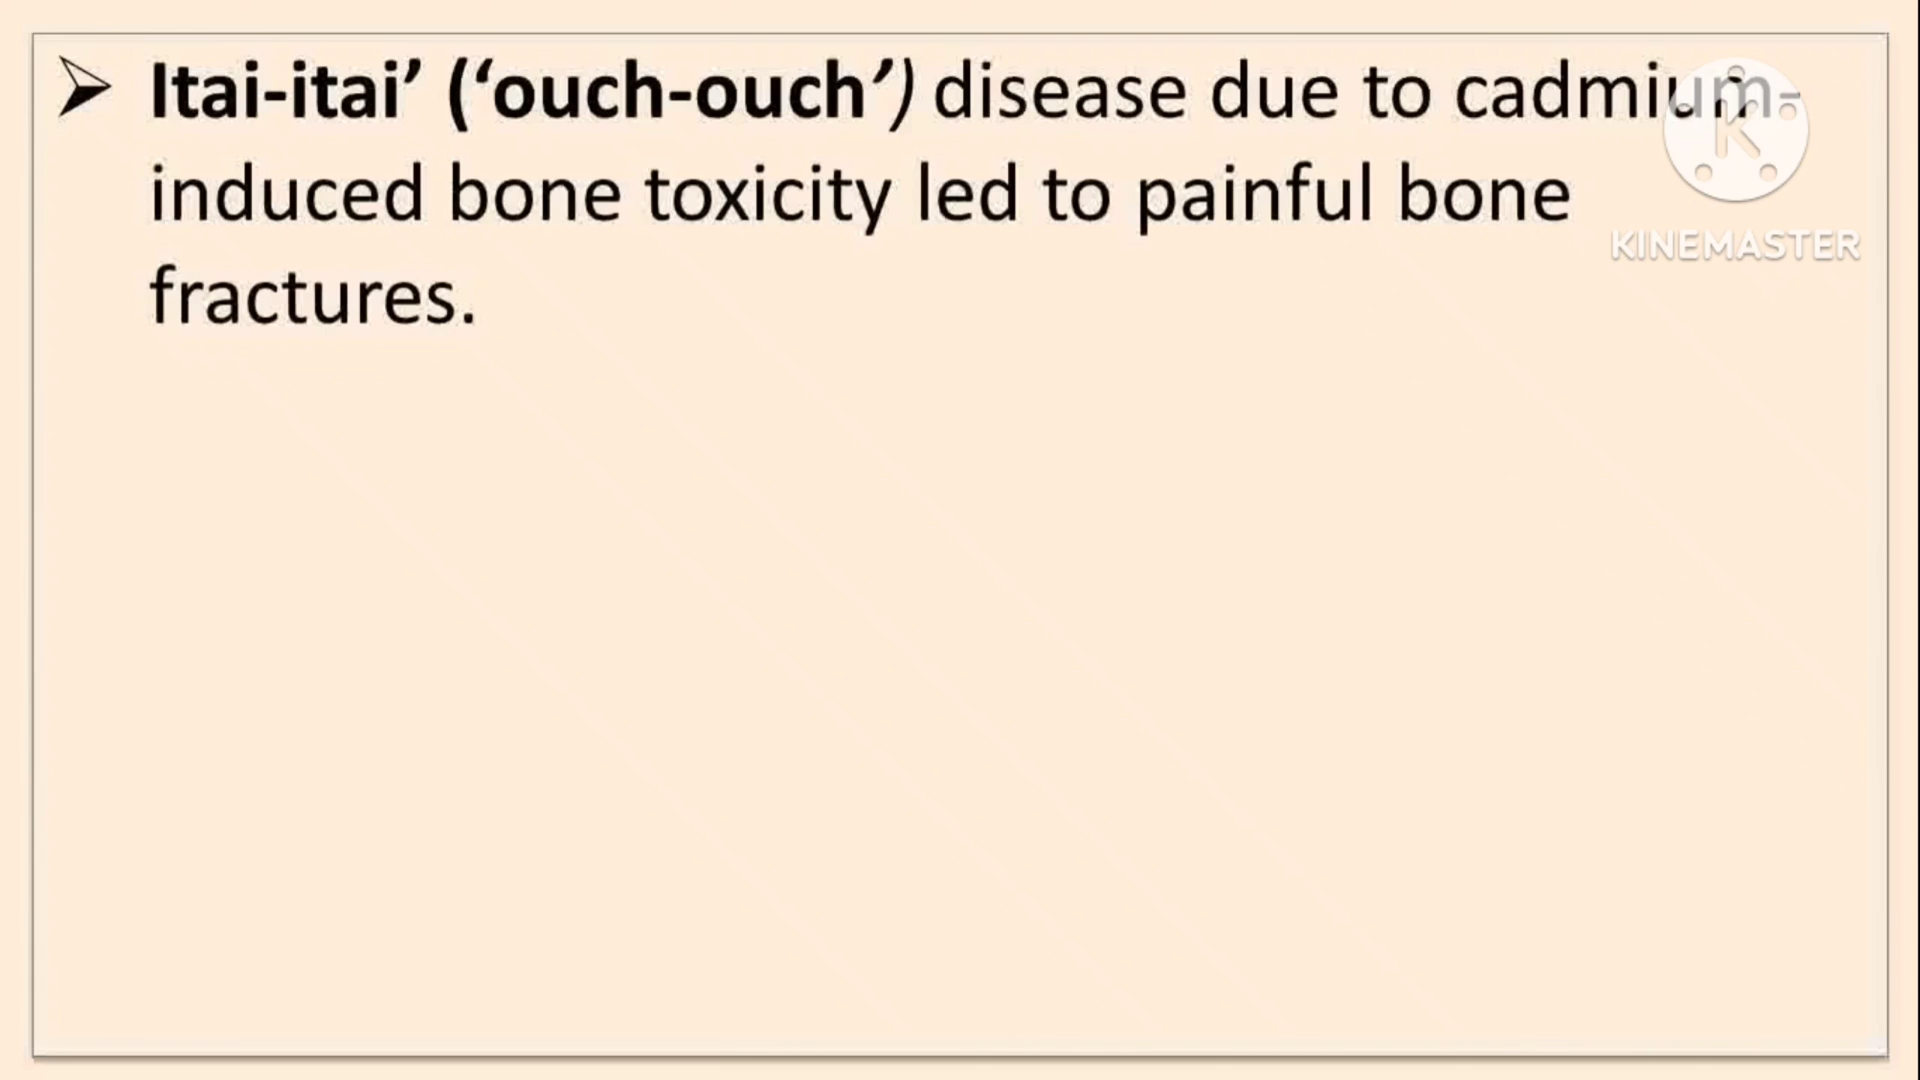 ➢ Itai-itai’ (‘ouch-ouch’) disease due to cadmium-
induced bone toxicity led to painful bone
fractures.
K
KINEMASTER